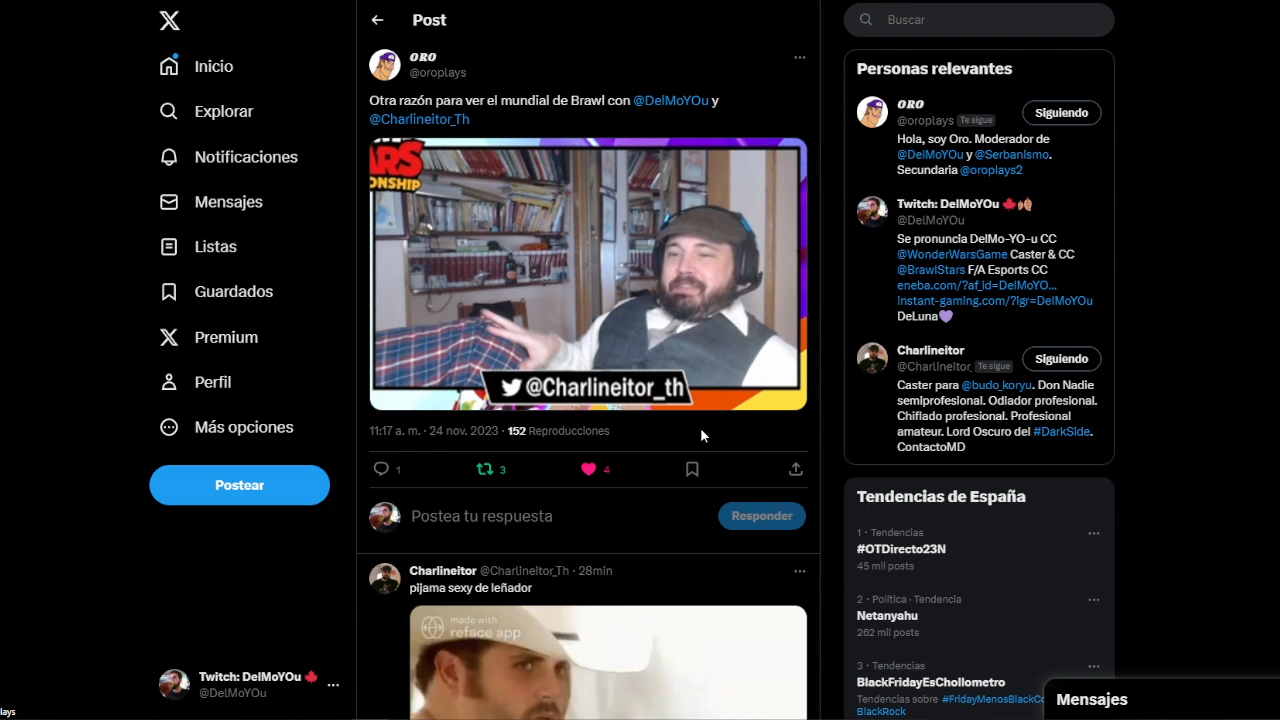 Inicio
Explorar
Notificaciones
Mensajes
Listas
Guardados
Premium
Perfil
Más opciones
Postear
Twitch: DelMoYOu
@DelMoYOu
lays
Post
ORO
@oroplays
Otra razón para ver el mundial de Brawl con @DelMoYOu y
@Charlineitor_Th
ARS
ONSHIP
@Charlineitor_th
11:17 a. m. · 24 nov. 2023 · 152 Reproducciones
1
3
4
Postea tu respuesta
Responder
Charlineitor @Charlineitor_Th · 28min
pijama sexy de leñador
made with
reface app
Buscar
Personas relevantes
ORO
@oroplays Te sigue
Siguiendo
Hola, soy Oro. Moderador de
@DelMoYOu y @Serbanismo.
Secundaria @oroplays2
Twitch: DelMoYOu
@DelMoYOu
Se pronuncia DelMo-YO-u CC
@WonderWarsGame Caster & CC
@BrawlStars F/A Esports CC
eneba.com/?af_id=DelMoYO...
instant-gaming.com/?igr=DelMoYOu
DeLuna
Charlineitor
@Charlineitor_ Te sigue
Siguiendo
Caster para @budo_koryu. Don Nadie
semiprofesional. Odiador profesional.
Chiflado profesional. Profesional
amateur. Lord Oscuro del #DarkSide.
ContactoMD
Tendencias de España
1 · Tendencias
#OTDirecto23N
45 mil posts
2 · Política · Tendencia
Netanyahu
262 mil posts
3 · Tendencias
BlackFridayEsChollometro
Tendencias sobre #FridayMenosBlackCo
BlackRock
Mensajes